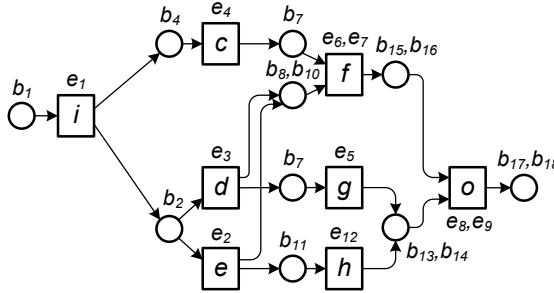 b4 e4 b7 e6, e7 b15, b16
c f
b1 e1 b8, b10
i
e3 b7 e5
b2 d g o b17, b18
e2 b11 e12 e8, e9
e h b13, b14